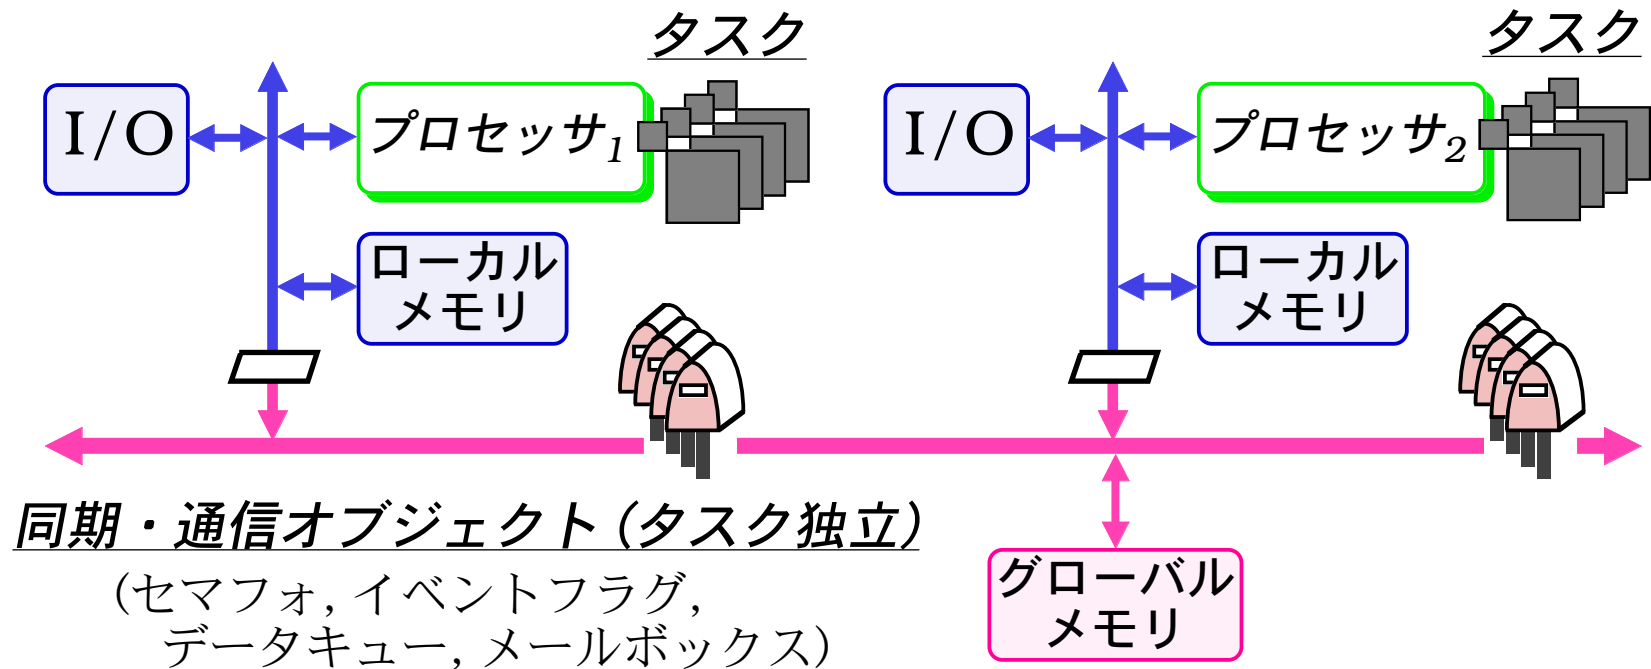 タスク
タスク
I/O
プロセッサ1
I/O
プロセッサ2
ローカル
メモリ
ローカル
メモリ
同期・通信オブジェクト(タスク独立)
(セマフォ, イベントフラグ,
データキュー, メールボックス)
グローバル
メモリ